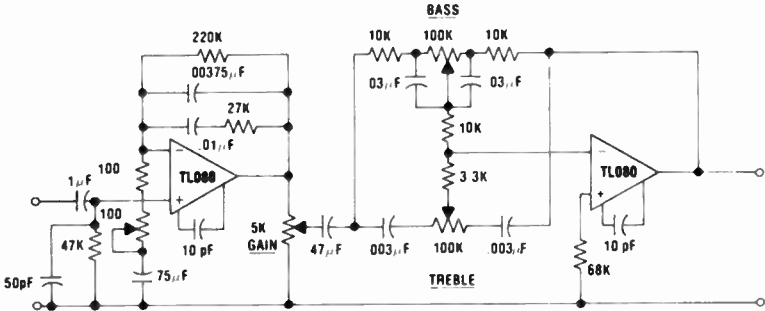 BASS
220K
10K
100K
10K
.00375μF
.03μF
.03μF
27K
.01μF
10K
100
TL080
TL080
1μF
3.3K
100
5K
GAIN
10 pF
10 pF
47K
47μF
.003μF
100K
.003μF
50pF
75μF
TREBLE
68K